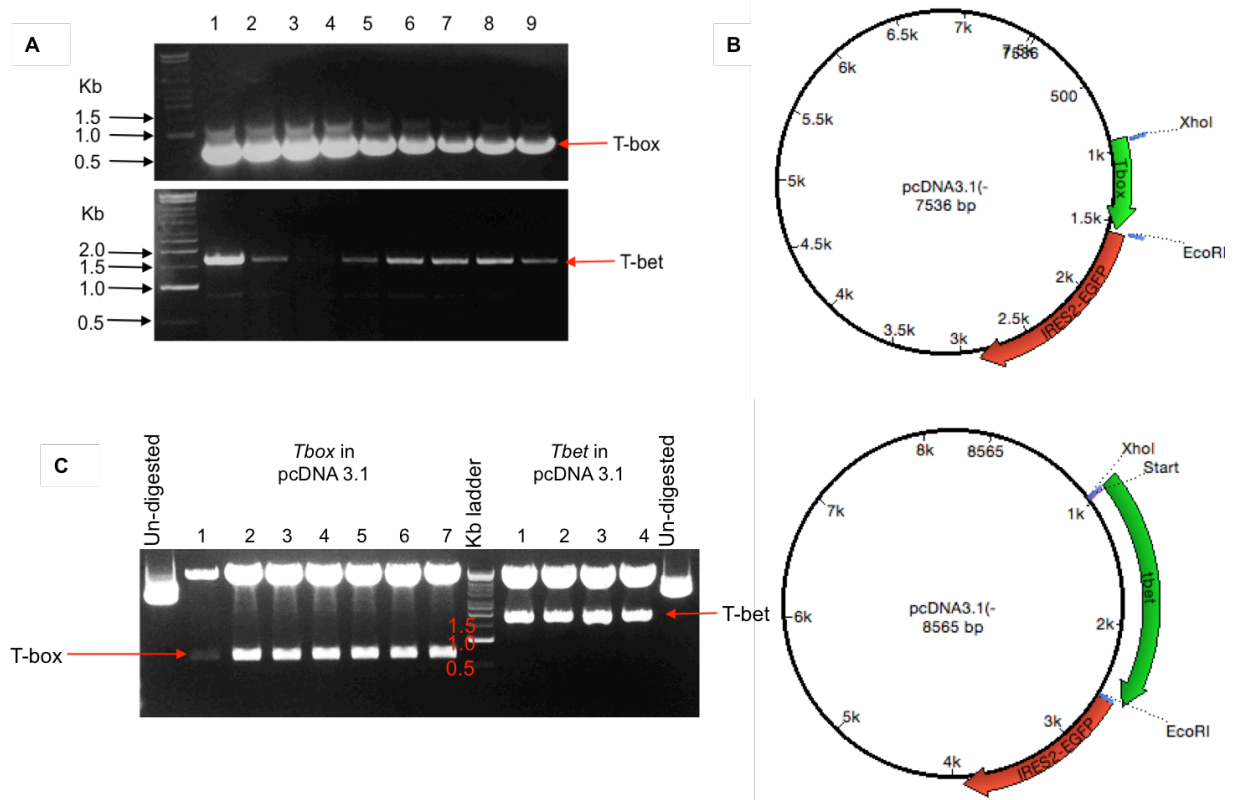 A
1 2 3 4 5 6 7 8 9
Kb
1.5
1.0
0.5
T-box
Kb
2.0
1.5
1.0
0.5
T-bet
B
7k
7536
6.5k
6k
500
5.5k
XhoI
1k
Tbox
5k
pcDNA3.1(-
7536 bp
1.5k
4.5k
EcoRI
2k
4k
IRES2-EGFP
2.5k
3.5k
3k
C
Un-digested
Tbox in
pcDNA 3.1
Kb ladder
Tbet in
pcDNA 3.1
Un-digested
1 2 3 4 5 6 7
1 2 3 4
1.5
1.0
0.5
T-box
T-bet
8k
8565
XhoI
Start
7k
1k
tbet
6k
pcDNA3.1(-
8565 bp
2k
5k
3k
EcoRI
IRES2-EGFP
4k